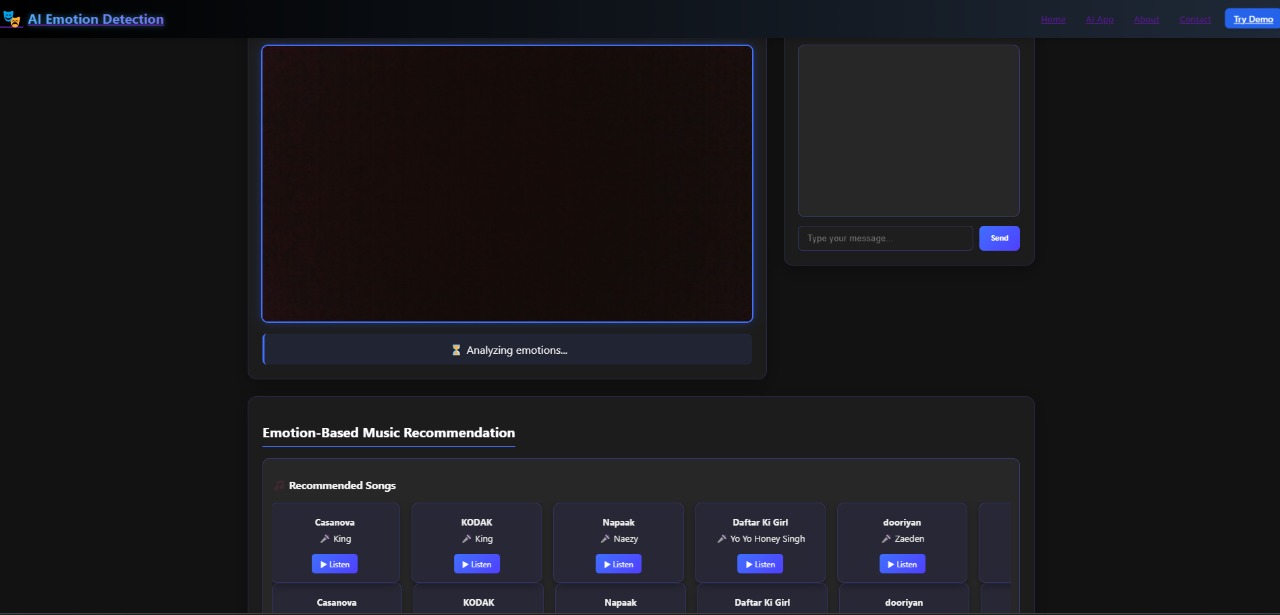 AI Emotion Detection
Home
AI App
About
Contact
Try Demo
Type your message...
Send
⏳ Analyzing emotions...
Emotion-Based Music Recommendation
Recommended Songs
Casanova
King
▶ Listen
KODAK
King
▶ Listen
Napaak
Naezy
▶ Listen
Daftar Ki Girl
Yo Yo Honey Singh
▶ Listen
dooriyan
Zaeden
▶ Listen
Casanova
KODAK
Napaak
Daftar Ki Girl
dooriyan